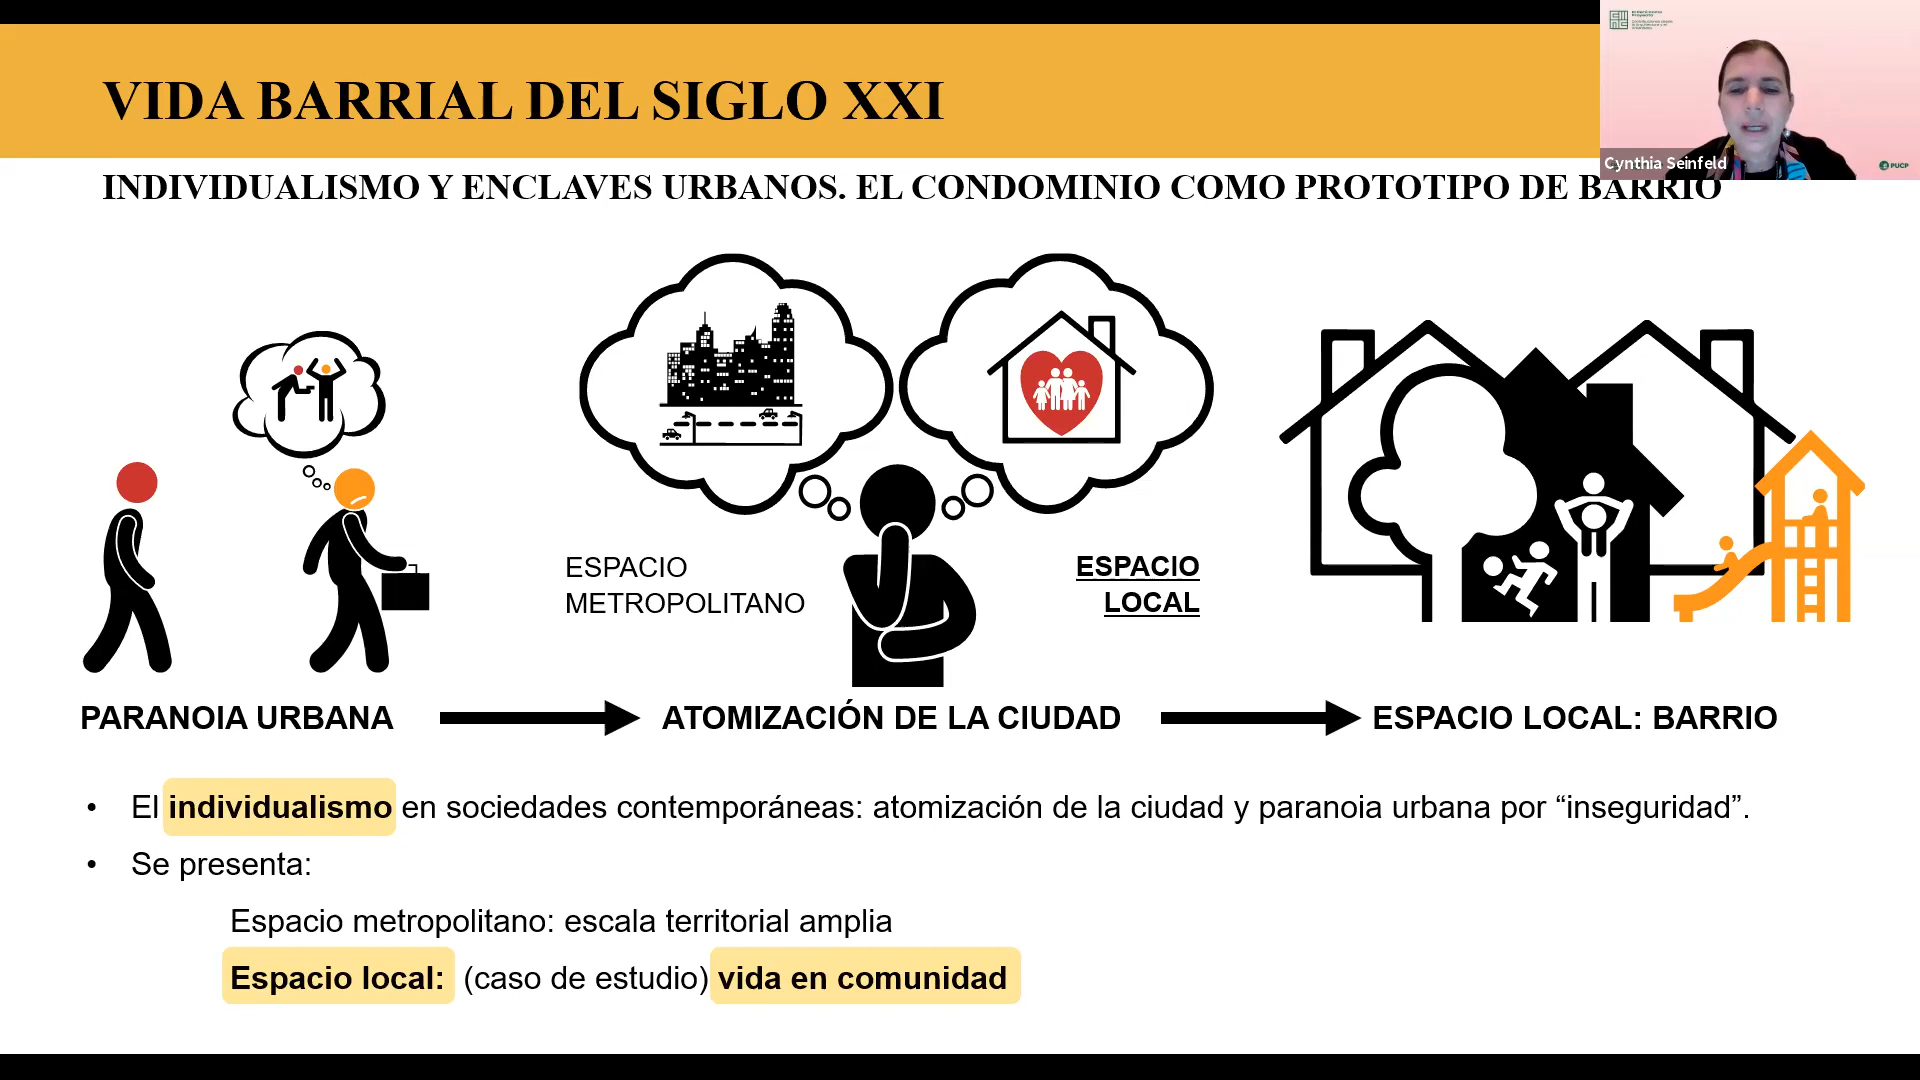 VIDA BARRIAL DEL SIGLO XXI
Cynthia Seinfeld
PUCP
INDIVIDUALISMO Y ENCLAVES URBANOS. EL CONDOMINIO COMO PROTOTIPO DE BARRIO
ESPACIO
METROPOLITANO
ESPACIO
LOCAL
PARANOIA URBANA
ATOMIZACIÓN DE LA CIUDAD
ESPACIO LOCAL: BARRIO
• El individualismo en sociedades contemporáneas: atomización de la ciudad y paranoia urbana por “inseguridad”.
• Se presenta:
Espacio metropolitano: escala territorial amplia
Espacio local: (caso de estudio) vida en comunidad